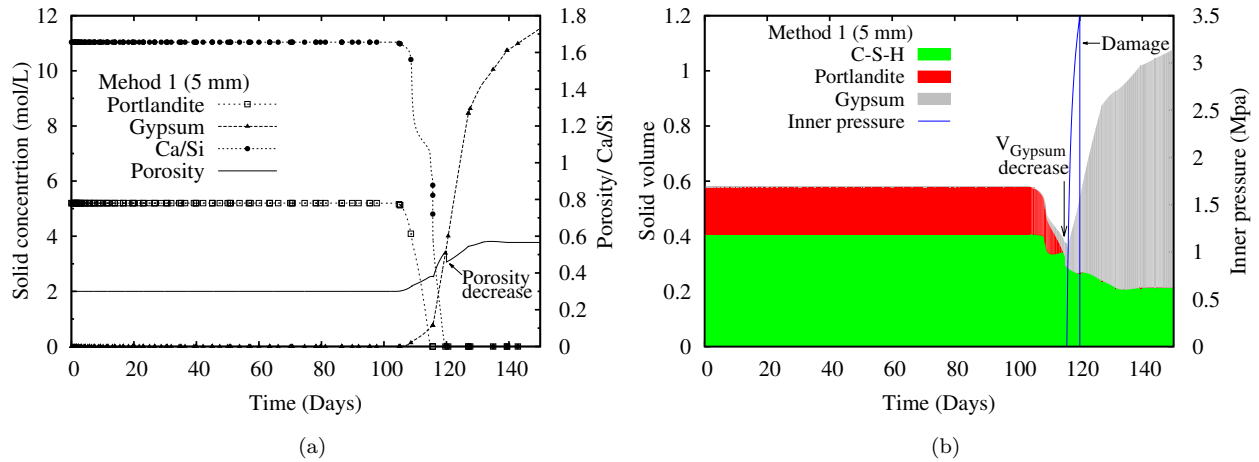 Solid concentrtion (mol/L)
12
10
8
6
4
2
0
Mehod 1 (5 mm)
Portlandite
Gypsum
Ca/Si
Porosity
Porosity
decrease
1.8
1.6
1.4
1.2
1
0.8
0.6
0.4
0.2
0
Porosity/ Ca/Si
0 20 40 60 80 100 120 140
Time (Days)
(a)
Solid volume
1.2
1
0.8
0.6
0.4
0.2
0
Method 1 (5 mm)
C-S-H
Portlandite
Gypsum
Inner pressure
Damage
VGypsum
decrease
3.5
3
2.5
2
1.5
1
0.5
0
Inner pressure (Mpa)
0 20 40 60 80 100 120 140
Time (Days)
(b)